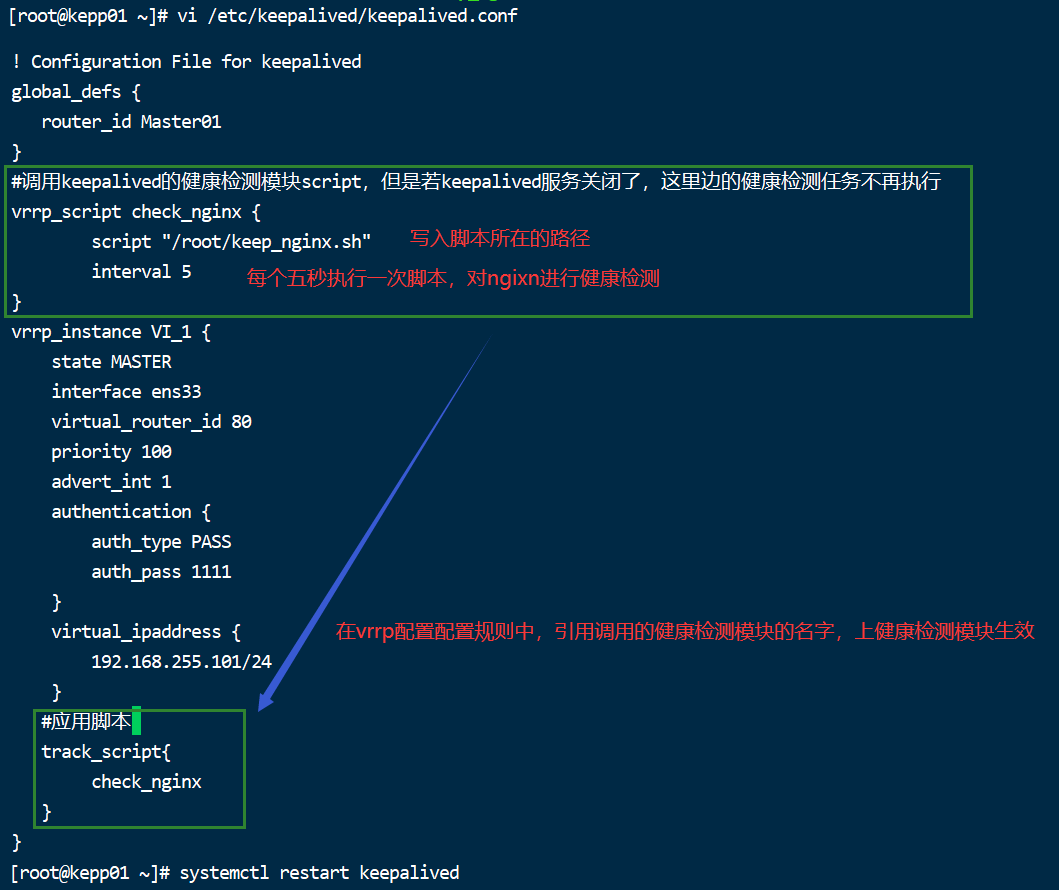 [root@kepp01 ~]# vi /etc/keepalived/keepalived.conf
! Configuration File for keepalived
global_defs {
router_id Master01
}
#调用keepalived的健康检测模块script，但是若keepalived服务关闭了，这里边的健康检测任务不再执行
vrrp_script check_nginx {
script "/root/keep_nginx.sh" 写入脚本所在的路径
interval 5 每个五秒执行一次脚本，对ngixn进行健康检测
}
vrrp_instance VI_1 {
state MASTER
interface ens33
virtual_router_id 80
priority 100
advert_int 1
authentication {
auth_type PASS
auth_pass 1111
}
virtual_ipaddress { 在vrrp配置配置规则中，引用调用的健康检测模块的名字，上健康检测模块生效
192.168.255.101/24
}
#应用脚本
track_script{
check_nginx
}
}
[root@kepp01 ~]# systemctl restart keepalived